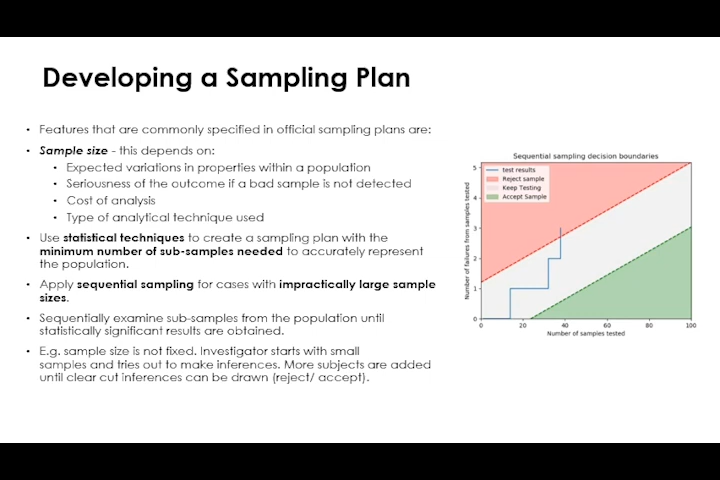 Developing a Sampling Plan
• Features that are commonly specified in official sampling plans are:
• Sample size - this depends on:
• Expected variations in properties within a population
• Seriousness of the outcome if a bad sample is not detected
• Cost of analysis
• Type of analytical technique used
• Use statistical techniques to create a sampling plan with the
minimum number of sub-samples needed to accurately represent
the population.
• Apply sequential sampling for cases with impractically large sample
sizes.
• Sequentially examine sub-samples from the population until
statistically significant results are obtained.
• E.g. sample size is not fixed. Investigator starts with small
samples and tries out to make inferences. More subjects are added
until clear cut inferences can be drawn (reject/ accept).
Sequential sampling decision boundaries
test results
Reject sample
Keep Testing
Accept Sample
Number of failures from samples tested
5
4
3
2
1
0
0 20 40 60 80 100
Number of samples tested